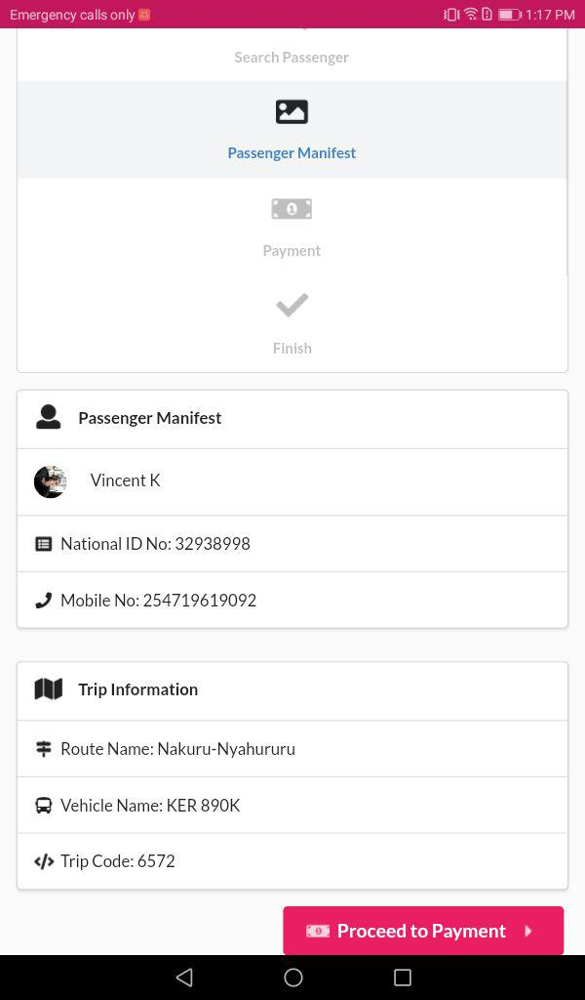 Emergency calls only
1:17 PM
Search Passenger
Passenger Manifest
Payment
Finish
Passenger Manifest
Vincent K
National ID No: 32938998
Mobile No: 254719619092
Trip Information
Route Name: Nakuru-Nyahururu
Vehicle Name: KER 890K
Trip Code: 6572
Proceed to Payment